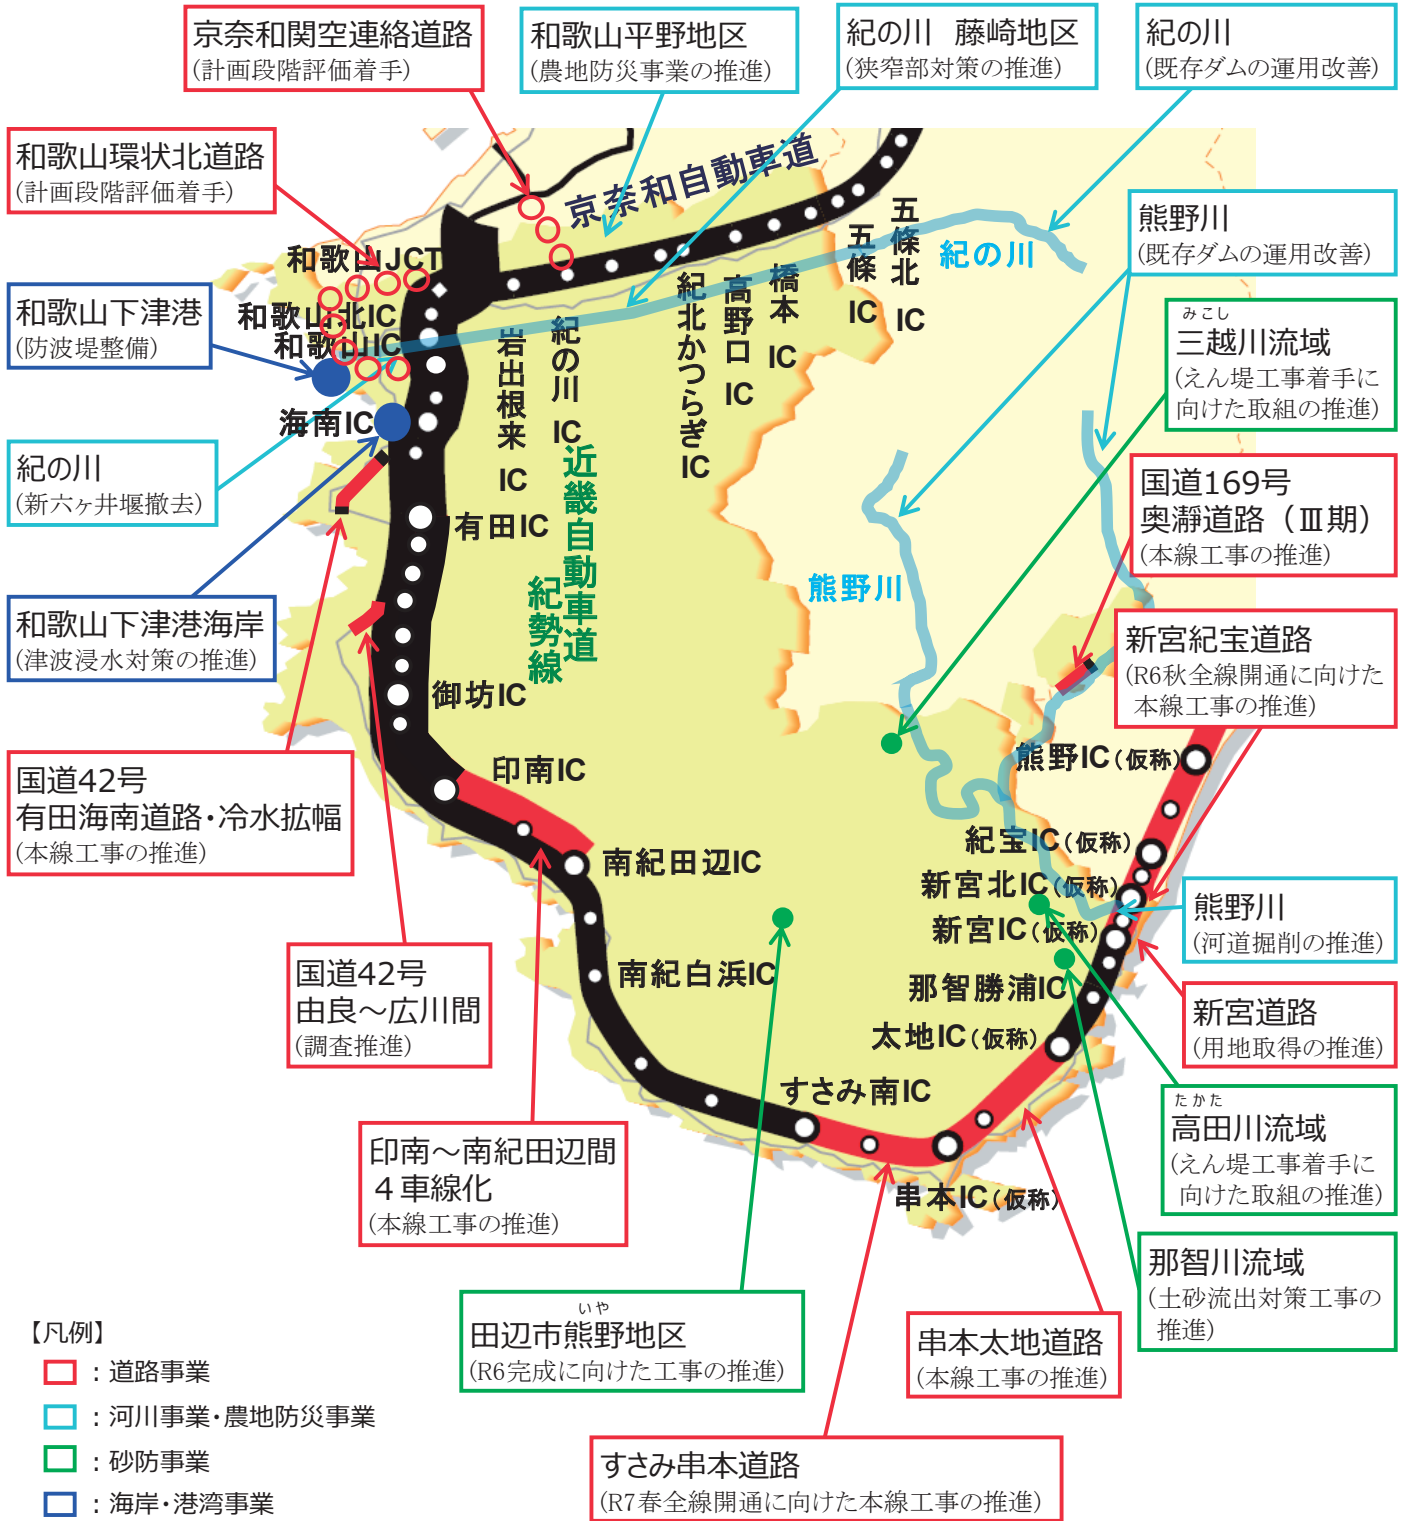 京奈和関空連絡道路
(計画段階評価着手)
和歌山平野地区
(農地防災事業の推進)
紀の川　藤崎地区
(狭窄部対策の推進)
紀の川
(既存ダムの運用改善)
和歌山環状北道路
(計画段階評価着手)
京奈和自動車道
熊野川
(既存ダムの運用改善)
和歌山JCT
和歌山北IC
和歌山IC
和歌山下津港
(防波堤整備)
五條北 IC
五條 IC
橋本 IC
高野口 IC
紀北かつらぎ IC
紀の川 IC
岩出根来 IC
紀の川
みこし
三越川流域
(えん堤工事着手に
向けた取組の推進)
海南IC
紀の川
(新六ヶ井堰撤去)
有田IC
近畿自動車道
紀勢線
国道169号
奥瀞道路（Ⅲ期）
(本線工事の推進)
熊野川
和歌山下津港海岸
(津波浸水対策の推進)
新宮紀宝道路
(R6秋全線開通に向けた
本線工事の推進)
御坊IC
国道42号
有田海南道路・冷水拡幅
(本線工事の推進)
印南IC
熊野IC(仮称)
紀宝IC(仮称)
南紀田辺IC
新宮北IC(仮称)
新宮IC(仮称)
熊野川
(河道掘削の推進)
国道42号
由良～広川間
(調査推進)
南紀白浜IC
那智勝浦IC
太地IC(仮称)
新宮道路
(用地取得の推進)
すさみ南IC
たかた
高田川流域
(えん堤工事着手に
向けた取組の推進)
印南～南紀田辺間
４車線化
(本線工事の推進)
串本IC(仮称)
那智川流域
(土砂流出対策工事の
推進)
いや
田辺市熊野地区
(R6完成に向けた工事の推進)
串本太地道路
(本線工事の推進)
すさみ串本道路
(R7春全線開通に向けた本線工事の推進)
【凡例】
：道路事業
：河川事業・農地防災事業
：砂防事業
：海岸・港湾事業